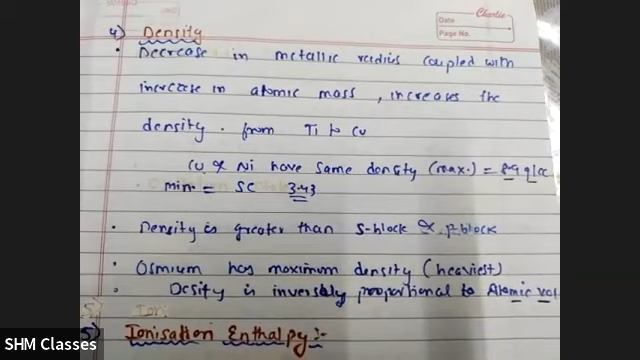 Charlie
Date
Page No.
4) Density
• Decrease in metallic radius coupled with
increase in atomic mass, increases the
density. from Ti to Cu
Cu & Ni have same density (max.) = 8.9 g/cc
min. = SC 3.43
• Density is greater than S-block & p-block
• Osmium has maximum density (heaviest)
• Desity is inversely proportional to Atomic vol
5) Ionisation Enthalpy:-
SHM Classes